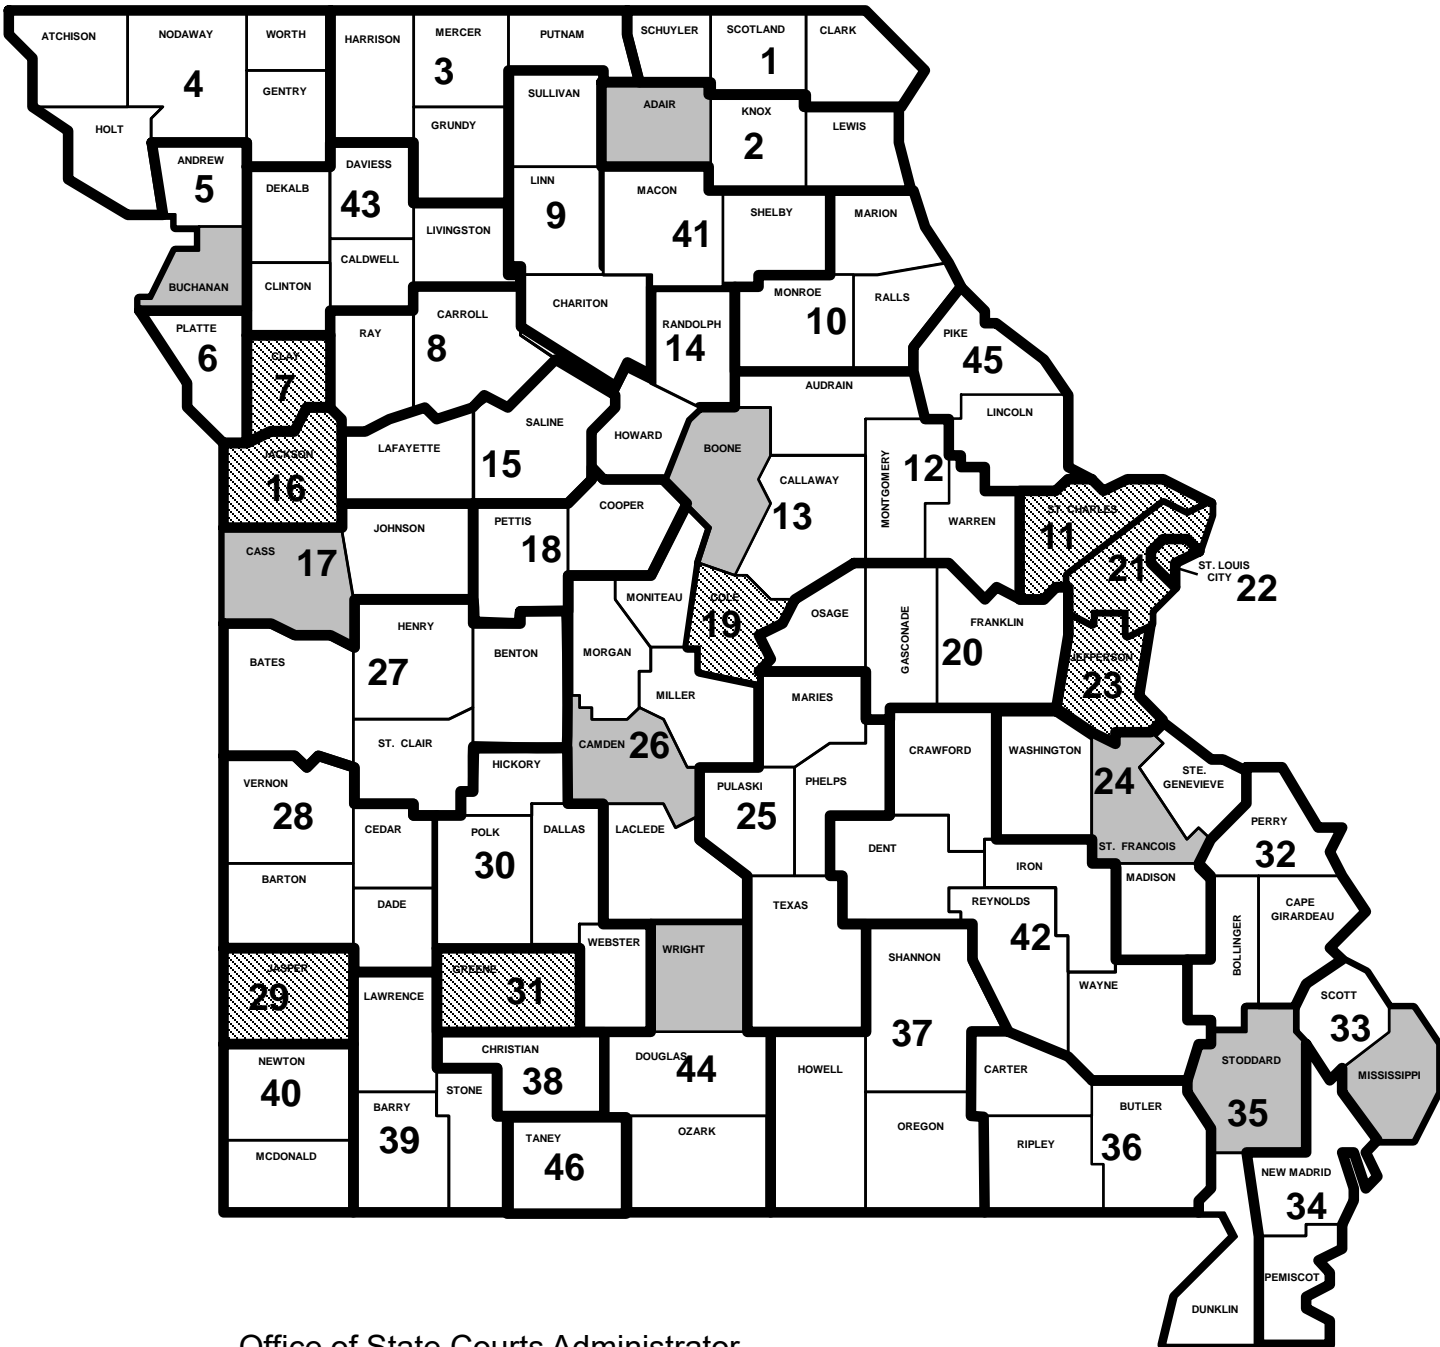 ATCHISON
NODAWAY
WORTH
HARRISON
MERCER
PUTNAM
SCHUYLER
SCOTLAND
CLARK
4
3
1
GENTRY
SULLIVAN
ADAIR
KNOX
HOLT
GRUNDY
2
LEWIS
ANDREW
5
DEKALB
DAVIESS
43
LINN
9
MACON
41
SHELBY
MARION
LIVINGSTON
CALDWELL
BUCHANAN
CLINTON
CHARITON
MONROE
10
RALLS
PLATTE
6
RAY
CARROLL
8
RANDOLPH
14
PIKE
45
CLAY
7
AUDRAIN
LINCOLN
SALINE
15
HOWARD
BOONE
LAFAYETTE
JACKSON
16
CALLAWAY
13
MONTGOMERY
12
COOPER
ST. CHARLES
11
JOHNSON
PETTIS
18
WARREN
CASS
17
21
ST. LOUIS
CITY
22
MONITEAU
COLE
19
OSAGE
GASCONADE
FRANKLIN
20
HENRY
27
BENTON
MORGAN
BATES
JEFFERSON
23
MILLER
MARIES
ST. CLAIR
CAMDEN
26
CRAWFORD
WASHINGTON
HICKORY
STE.
GENEVIEVE
24
VERNON
28
PULASKI
25
PHELPS
CEDAR
POLK
30
DALLAS
LACLEDE
PERRY
32
DENT
ST. FRANCOIS
IRON
MADISON
BARTON
DADE
TEXAS
REYNOLDS
42
CAPE
GIRARDEAU
BOLLINGER
WEBSTER
WRIGHT
SHANNON
JASPER
29
GREENE
31
WAYNE
LAWRENCE
SCOTT
33
37
CHRISTIAN
38
DOUGLAS
44
NEWTON
40
HOWELL
CARTER
STODDARD
35
MISSISSIPPI
STONE
BARRY
39
BUTLER
36
TANEY
46
OZARK
OREGON
RIPLEY
MCDONALD
NEW MADRID
34
PEMISCOT
DUNKLIN
Office of State Courts Administrator